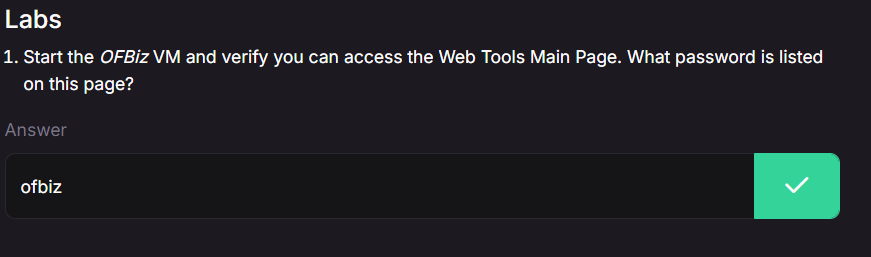 Labs
1. Start the OFBiz VM and verify you can access the Web Tools Main Page. What password is listed
on this page?
Answer
ofbiz